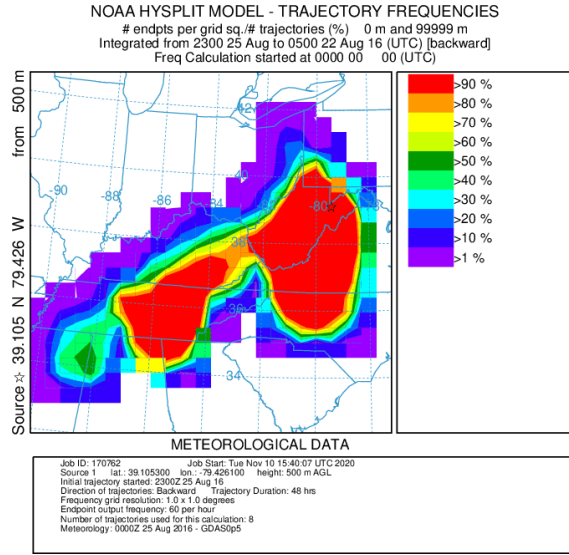 NOAA HYSPLIT MODEL - TRAJECTORY FREQUENCIES
# endpts per grid sq./# trajectories (%) 0 m and 99999 m
Integrated from 2300 25 Aug to 0500 22 Aug 16 (UTC) [backward]
Freq Calculation started at 0000 00 00 (UTC)
Source ☆ 39.105 N 79.426 W from 500 m
>90 %
>80 %
>70 %
>60 %
>50 %
>40 %
>30 %
>20 %
>10 %
>1 %
42
40
-90
-88
-86
-84
-80
38
36
34
METEOROLOGICAL DATA
Job ID: 170762 Job Start: Tue Nov 10 15:40:07 UTC 2020
Source 1 lat.: 39.105300 lon.: -79.426100 height: 500 m AGL
Initial trajectory started: 2300Z 25 Aug 16
Direction of trajectories: Backward Trajectory Duration: 48 hrs
Frequency grid resolution: 1.0 x 1.0 degrees
Endpoint output frequency: 60 per hour
Number of trajectories used for this calculation: 8
Meteorology: 0000Z 25 Aug 2016 - GDAS0p5